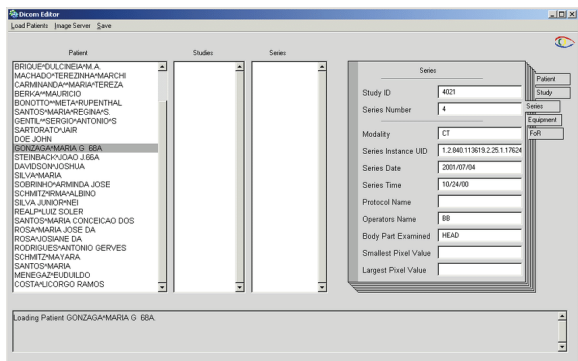 Dicom Editor
Load Patients Image Server Save
Patient
Studies
Series
BRIQUE^DULCINEIA^M.A.
MACHADO^TEREZINHA^MARCHI
CARMINANDA^^MARIA^TEREZA
BERKA^^MAURICIO
BONOTTO^^META^RUPENTHAL
SANTOS^MARIA^REGINA^S.
GENTIL^^SERGIO^ANTONIO^S
SARTORATO^JAIR
DOE JOHN
GONZAGA^MARIA G. 68A
STEINBACK^JOAO J.66A
DAVIDSON^JOSHUA
SILVA^MARIA
SOBRINHO^ARMINDA JOSE
SCHMITZ^IRMA^ALBINO
SILVA JUNIOR^NEI
REALP^LUIZ SOLER
SANTOS^MARIA CONCEICAO DOS
ROSA^MARIA JOSE DA
ROSA^JOSIANE DA
RODRIGUES^ANTONIO GERVES
SCHMITZ^MAYARA
SANTOS^MARIA
MENEGAZ^EUDUILDO
COSTA^LICORGO RAMOS
Series
Study ID 4021
Series Number 4
Modality CT
Series Instance UID 1.2.840.113619.2.25.1.17624
Series Date 2001/07/04
Series Time 10/24/00
Protocol Name
Operators Name BB
Body Part Examined HEAD
Smallest Pixel Value
Largest Pixel Value
Patient
Study
Series
Equipment
FoR
Loading Patient GONZAGA^MARIA G. 68A.